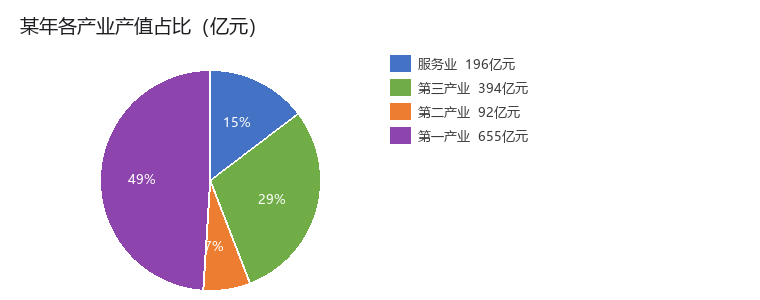 某年各产业产值占比（亿元）
服务业 196亿元
第三产业 394亿元
第二产业 92亿元
第一产业 655亿元
15%
49%
29%
7%